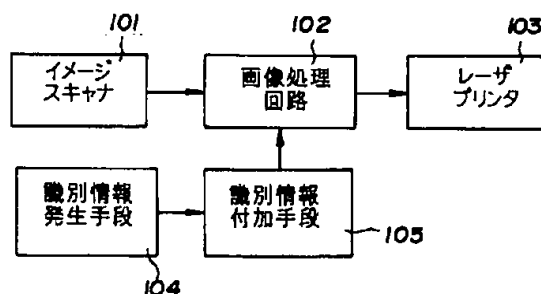 101
イメージ
スキャナ
102
画像処理
回路
103
レーザ
プリンタ
識別情報
発生手段
104
識別情報
付加手段
105